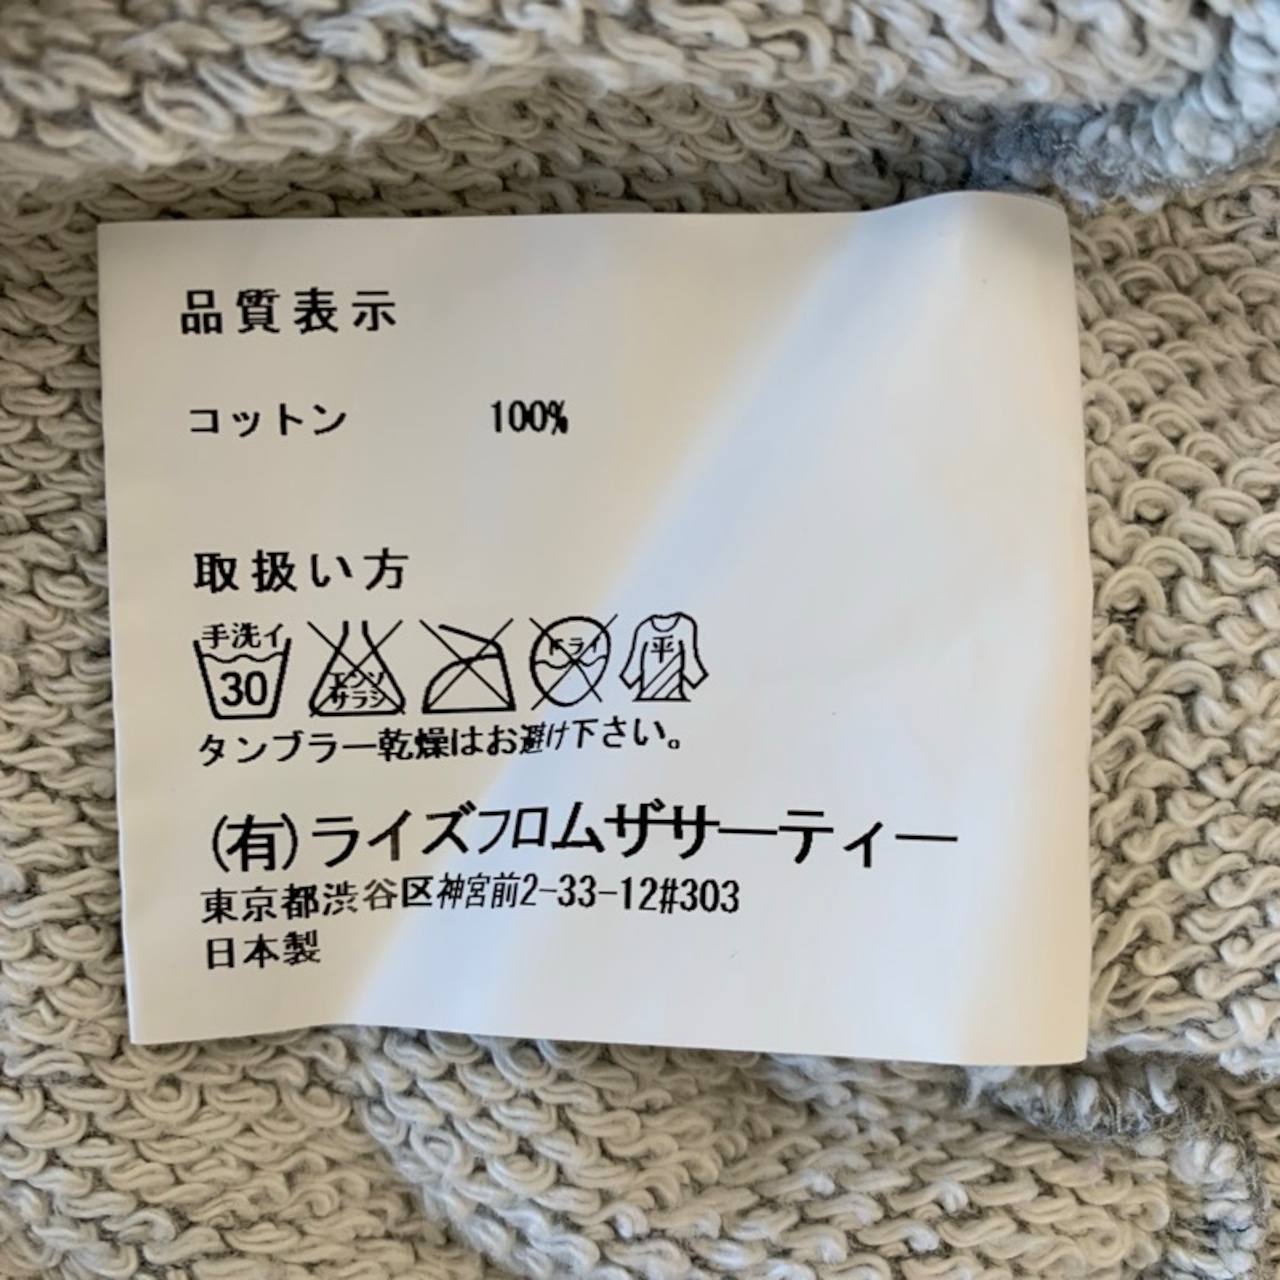 品質表示
コットン 100%
取扱い方
手洗イ 30 エンソサラシ ドライ 平
タンブラー乾燥はお避け下さい。
(有)ライズフロムザサーティー
東京都渋谷区神宮前2-33-12#303
日本製